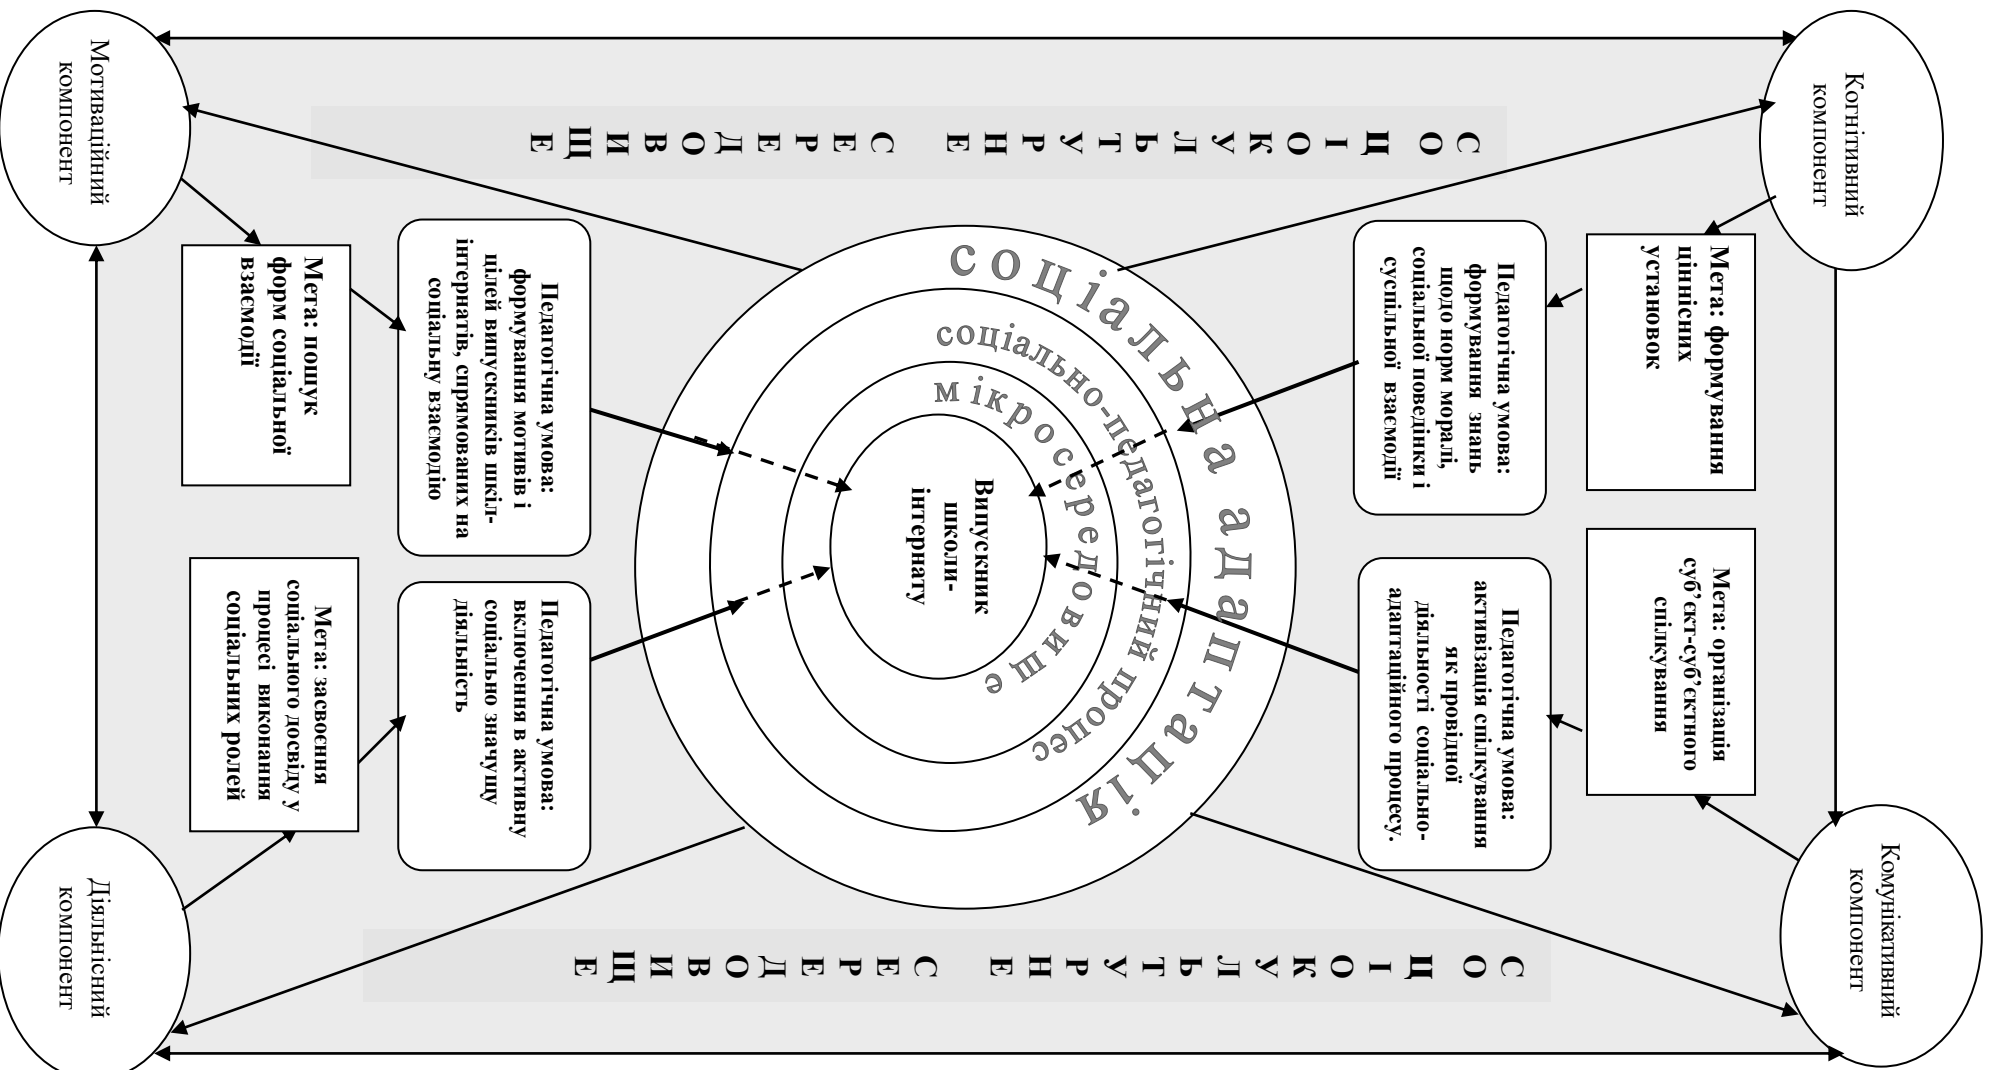 Когнітивний
компонент
Комунікативний
компонент
СОЦІОКУЛЬТУРНЕ СЕРЕДОВИЩЕ
СОЦІОКУЛЬТУРНЕ СЕРЕДОВИЩЕ
Мета: формування
ціннісних
установок
Мета: організація
суб’єкт-суб’єктного
спілкування
Педагогічна умова:
формування знань
щодо норм моралі,
соціальної поведінки і
суспільної взаємодії
Педагогічна умова:
активізація спілкування
як провідної
діяльності соціально-
адаптаційного процесу.
соціальна адаптація
соціально-педагогічний процес
мікросередовище
Випускник
школи-
інтернату
Педагогічна умова:
формування мотивів і
цілей випускників шкіл-
інтернатів, спрямованих на
соціальну взаємодію
Педагогічна умова:
включення в активну
соціально значущу
діяльність
Мета: пошук
форм соціальної
взаємодії
Мета: засвоєння
соціального досвіду у
процесі виконання
соціальних ролей
Мотиваційний
компонент
Діяльнісний
компонент